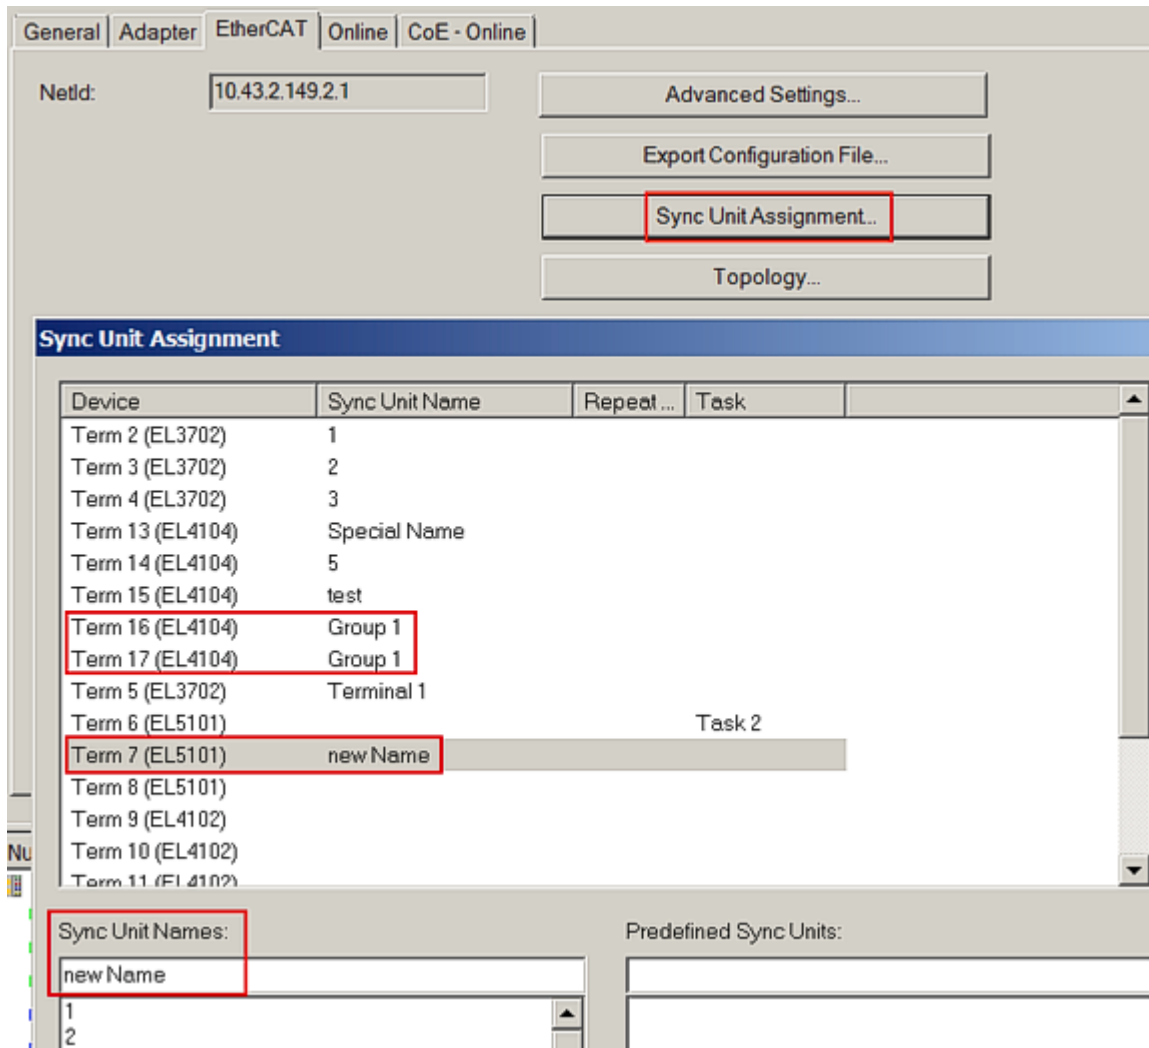 General Adapter EtherCAT Online CoE - Online
NetId: 10.43.2.149.2.1 Advanced Settings...
Export Configuration File...
Sync Unit Assignment...
Topology...
Sync Unit Assignment
Device Sync Unit Name Repeat ... Task
Term 2 (EL3702) 1
Term 3 (EL3702) 2
Term 4 (EL3702) 3
Term 13 (EL4104) Special Name
Term 14 (EL4104) 5
Term 15 (EL4104) test
Term 16 (EL4104) Group 1
Term 17 (EL4104) Group 1
Term 5 (EL3702) Terminal 1
Term 6 (EL5101) Task 2
Term 7 (EL5101) new Name
Term 8 (EL5101)
Term 9 (EL4102)
Term 10 (EL4102)
Nu
Term 11 (EL4102)
Sync Unit Names: Predefined Sync Units:
new Name
1
2